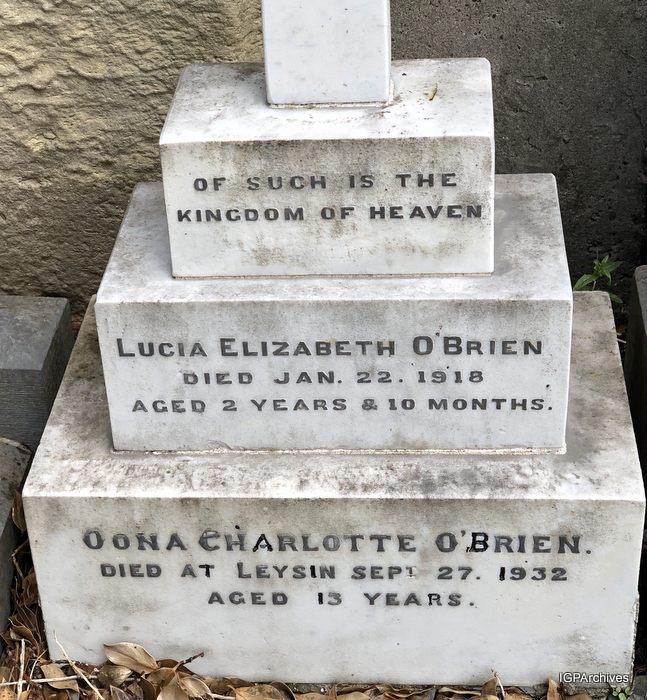 OF SUCH IS THE
KINGDOM OF HEAVEN
LUCIA ELIZABETH O'BRIEN
DIED JAN. 22. 1918
AGED 2 YEARS & 10 MONTHS.
OONA CHARLOTTE O'BRIEN.
DIED AT LEYSIN SEPT 27. 1932
AGED 13 YEARS.
IGPArchives